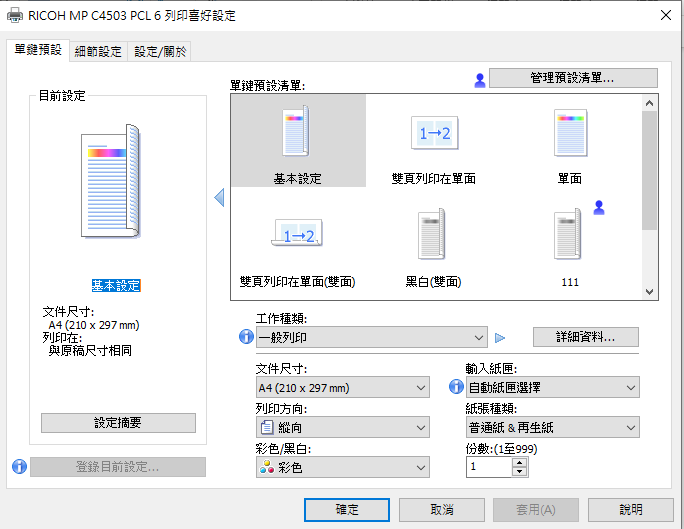 RICOH MP C4503 PCL 6 列印喜好設定
單鍵預設
細節設定
設定/關於
目前設定
基本設定
文件尺寸:
A4 (210 x 297 mm)
列印在:
與原稿尺寸相同
設定摘要
登錄目前設定...
單鍵預設清單:
管理預設清單...
基本設定
1→2
雙頁列印在單面
單面
1→2
雙頁列印在單面(雙面)
黑白(雙面)
111
工作種類:
一般列印
詳細資料...
文件尺寸:
A4 (210 x 297 mm)
輸入紙匣:
自動紙匣選擇
列印方向:
縱向
紙張種類:
普通紙 & 再生紙
彩色/黑白:
彩色
份數:(1至999)
1
確定
取消
套用(A)
說明